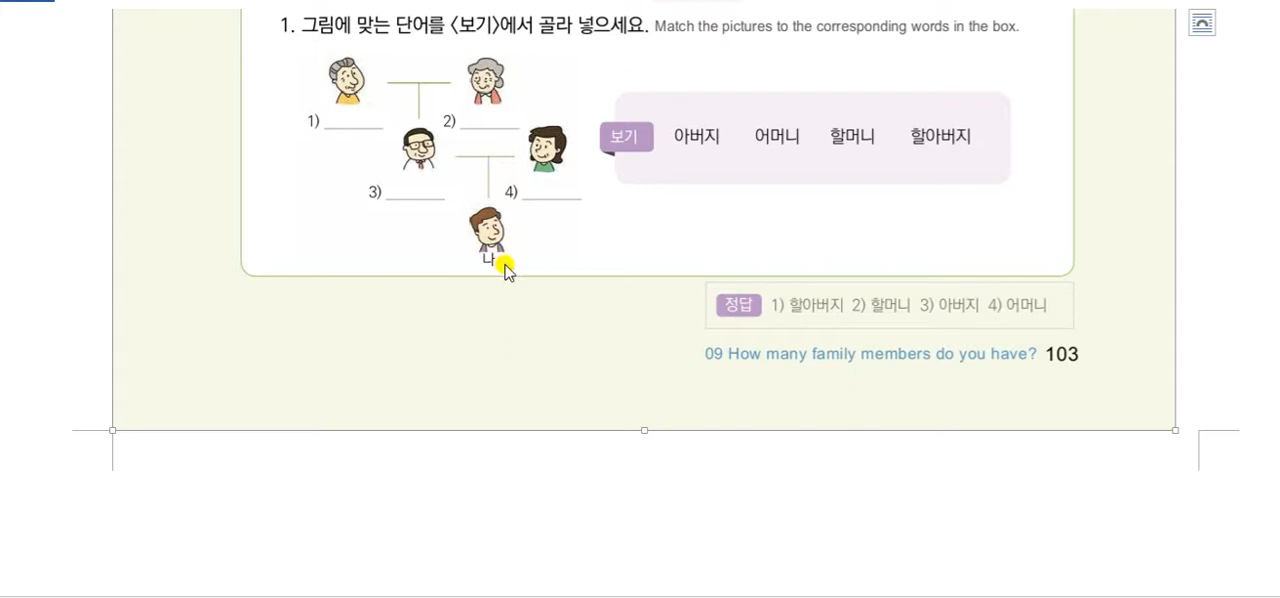 1. 그림에 맞는 단어를 <보기>에서 골라 넣으세요. Match the pictures to the corresponding words in the box.
1) ________ 2) ________
보기 아버지 어머니 할머니 할아버지
3) ________ 4) ________
나
정답 1) 할아버지 2) 할머니 3) 아버지 4) 어머니
09 How many family members do you have? 103